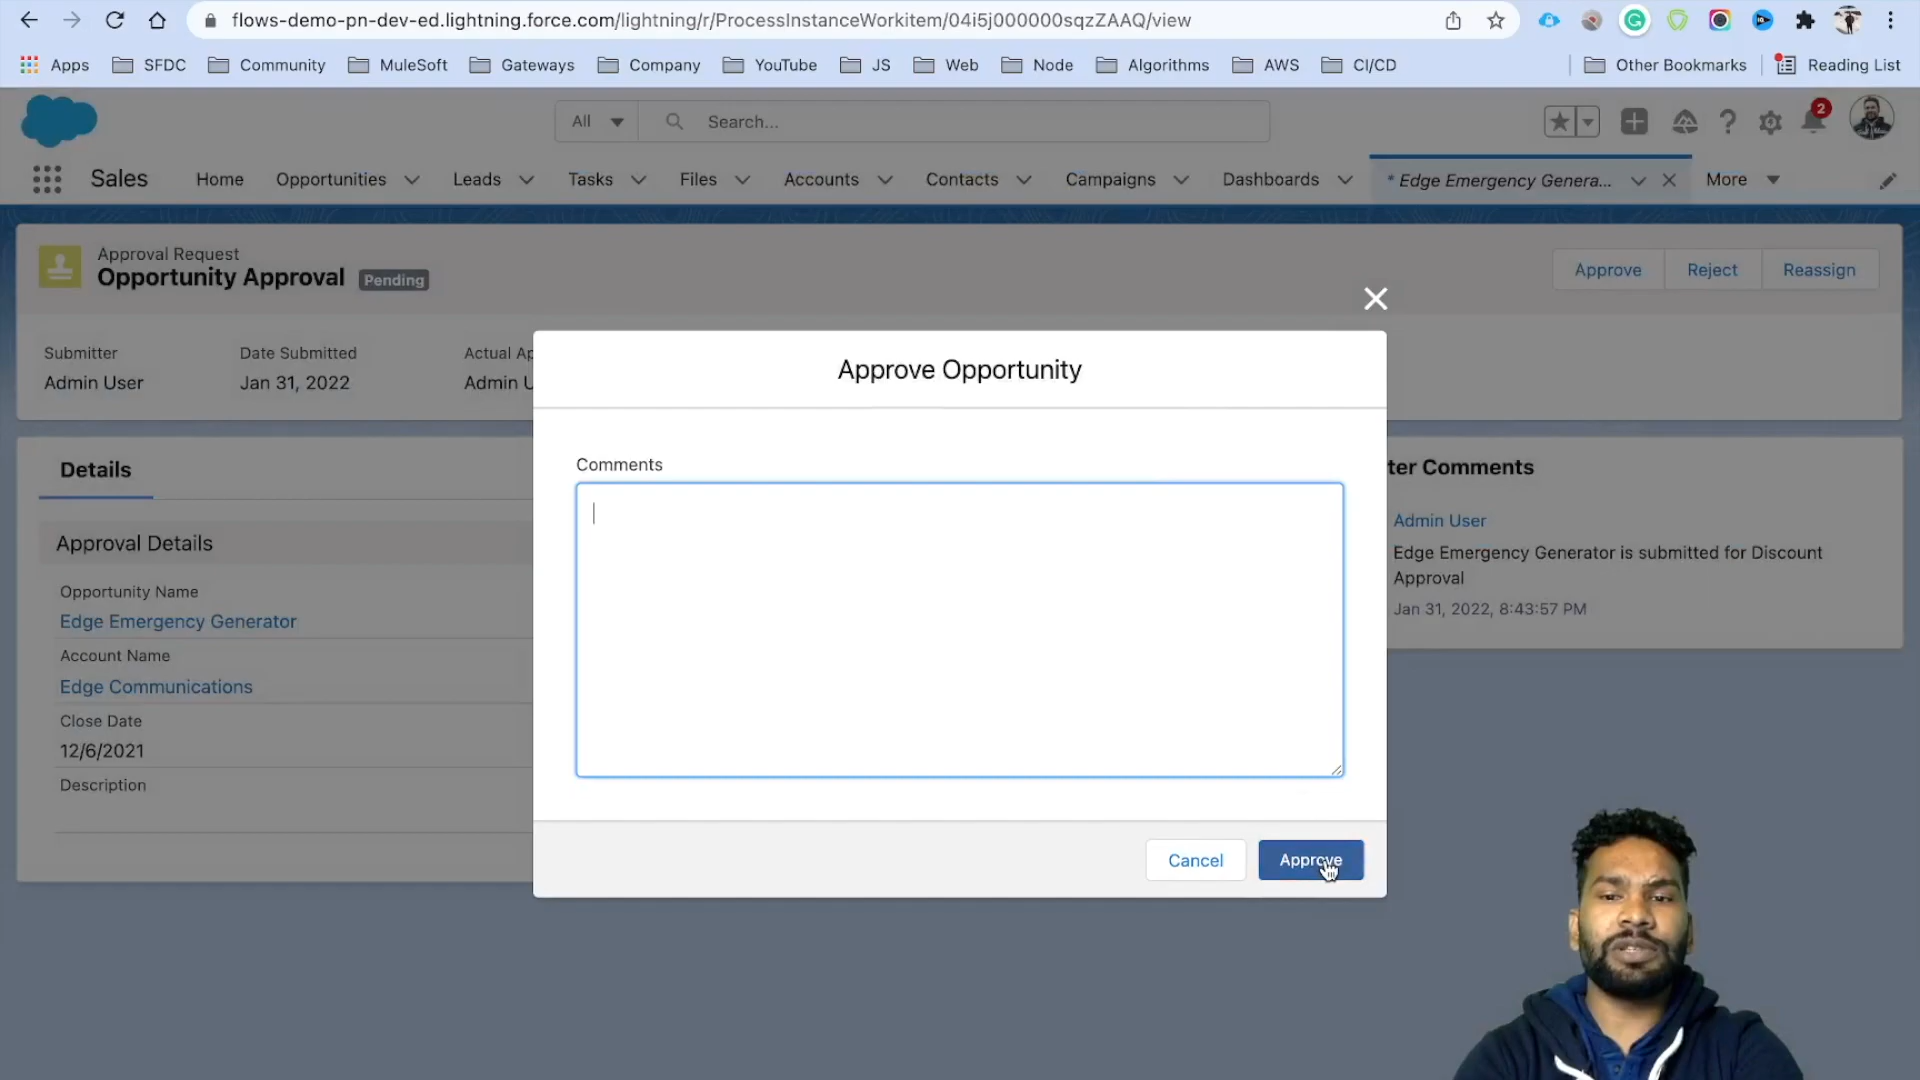 flows-demo-pn-dev-ed.lightning.force.com/lightning/r/ProcessInstanceWorkitem/04i5j000000sqzZAAQ/view
Apps SFDC Community MuleSoft Gateways Company YouTube JS Web Node Algorithms AWS CI/CD Other Bookmarks Reading List
All Search... 2
Sales Home Opportunities Leads Tasks Files Accounts Contacts Campaigns Dashboards * Edge Emergency Genera... More
Approval Request
Opportunity Approval Pending
Approve Reject Reassign
Submitter Date Submitted Actual Ap
Admin User Jan 31, 2022 Admin U
Approve Opportunity
Comments
Cancel Approve
Details
Approval Details
Opportunity Name
Edge Emergency Generator
Account Name
Edge Communications
Close Date
12/6/2021
Description
ter Comments
Admin User
Edge Emergency Generator is submitted for Discount
Approval
Jan 31, 2022, 8:43:57 PM